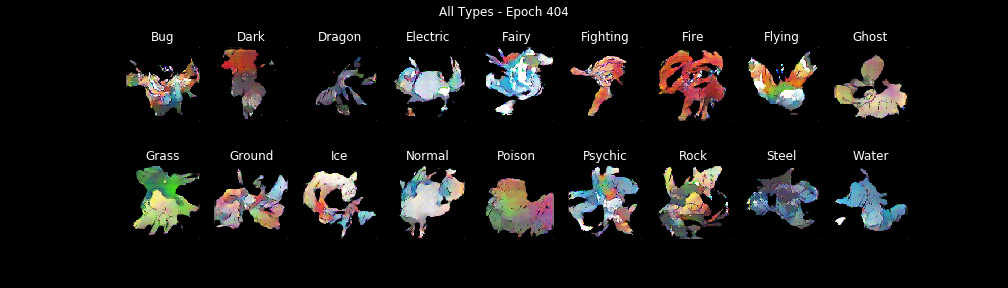 All Types - Epoch 404
Bug Dark Dragon Electric Fairy Fighting Fire Flying Ghost
Grass Ground Ice Normal Poison Psychic Rock Steel Water